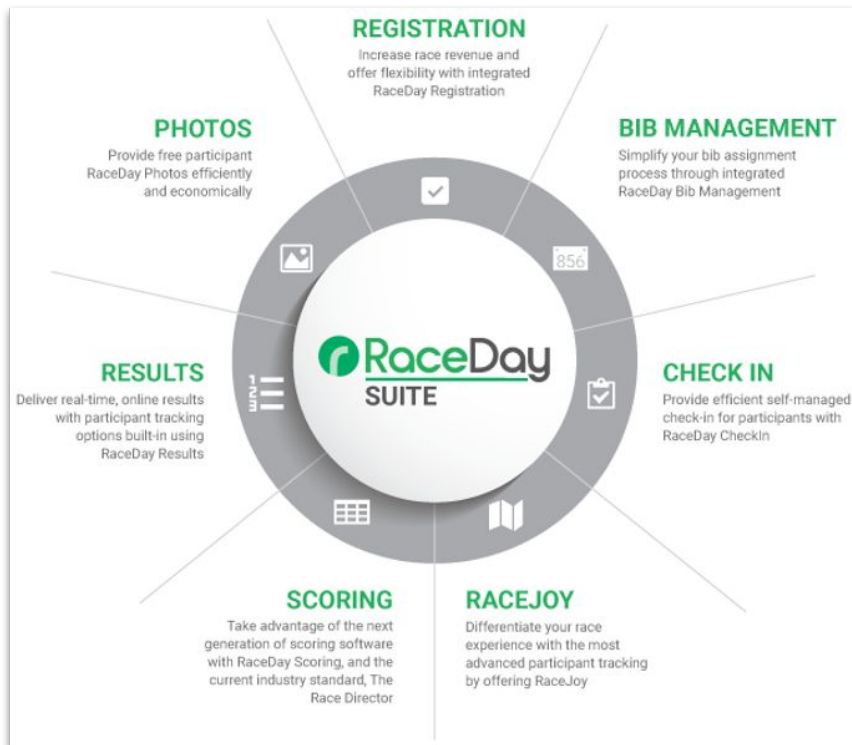 REGISTRATION
Increase race revenue and
offer flexibility with integrated
RaceDay Registration
PHOTOS
Provide free participant
RaceDay Photos efficiently
and economically
BIB MANAGEMENT
Simplify your bib assignment
process through integrated
RaceDay Bib Management
856
RaceDay
SUITE
RESULTS
Deliver real-time, online results
with participant tracking
options built-in using
RaceDay Results
1
2
3
CHECK IN
Provide efficient self-managed
check-in for participants with
RaceDay CheckIn
SCORING
Take advantage of the next
generation of scoring software
with RaceDay Scoring, and the
current industry standard, The
Race Director
RACEJOY
Differentiate your race
experience with the most
advanced participant tracking
by offering RaceJoy